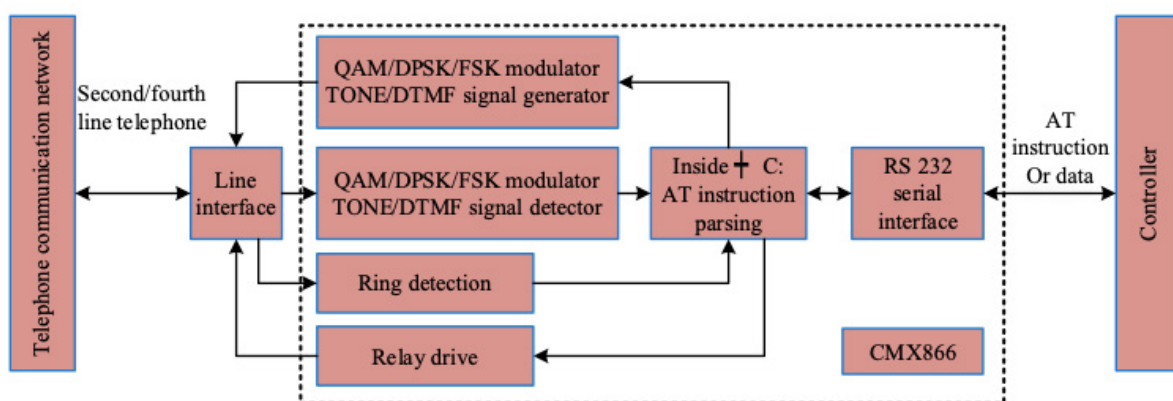 Telephone communication network
Second/fourth
line telephone
Line
interface
QAM/DPSK/FSK modulator
TONE/DTMF signal generator
QAM/DPSK/FSK modulator
TONE/DTMF signal detector
Ring detection
Relay drive
Inside ╪ C:
AT instruction
parsing
RS 232
serial
interface
CMX866
AT
instruction
Or data
Controller